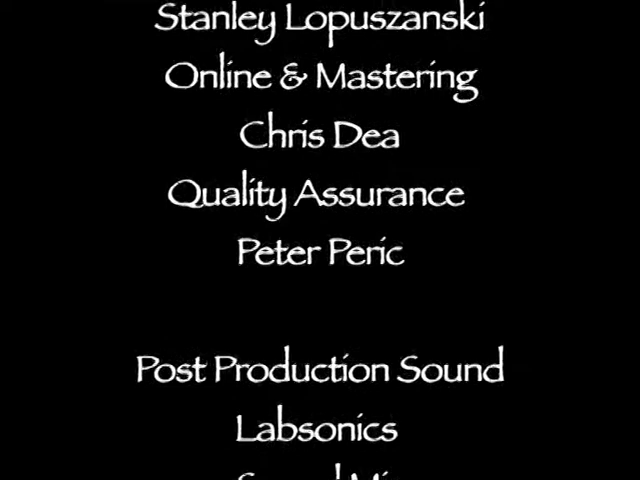 Stanley Lopuszanski
Online & Mastering
Chris Dea
Quality Assurance
Peter Peric
Post Production Sound
Labsonics